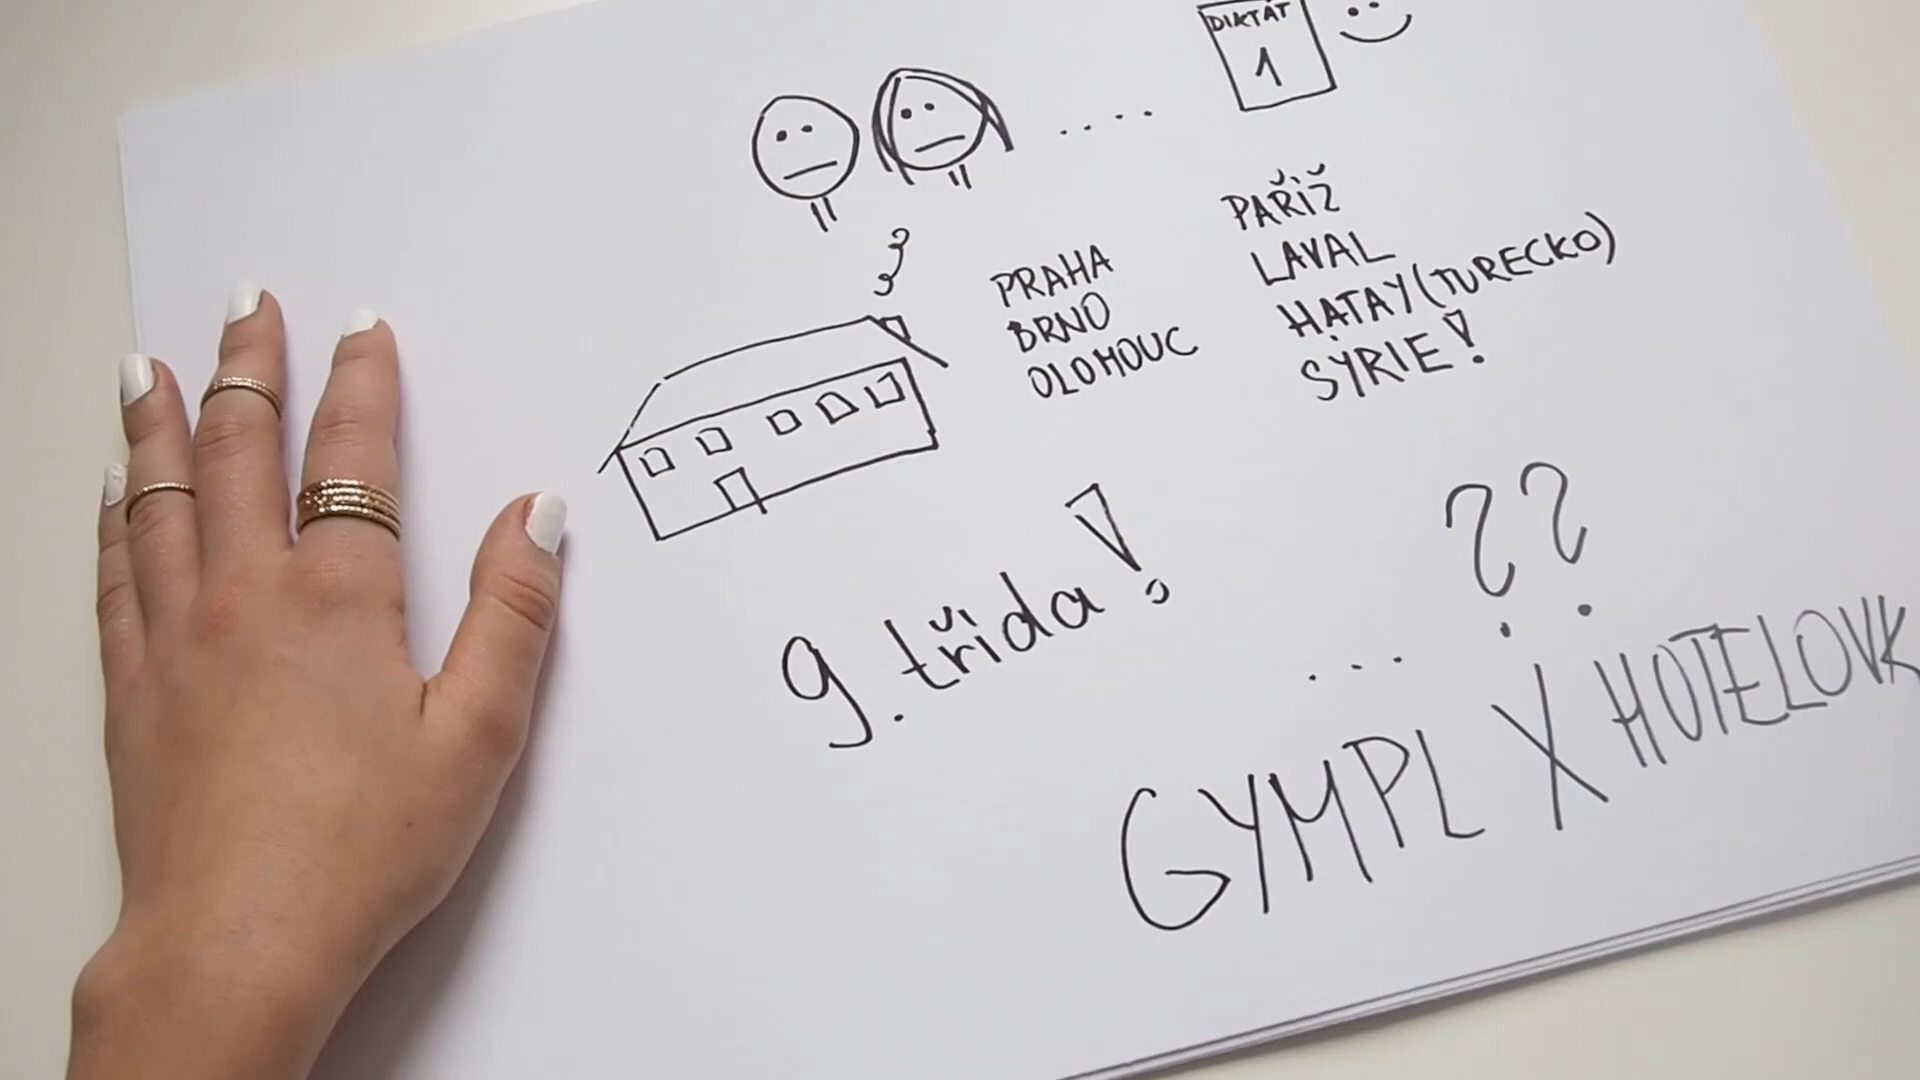 DIKTÁT
1
PRAHA
BRNO
OLOMOUC
PAŘÍŽ
LAVAL
HATAY (TURECKO)
SÝRIE!
9. třída!
... ??
GYMPL X HOTELOVK